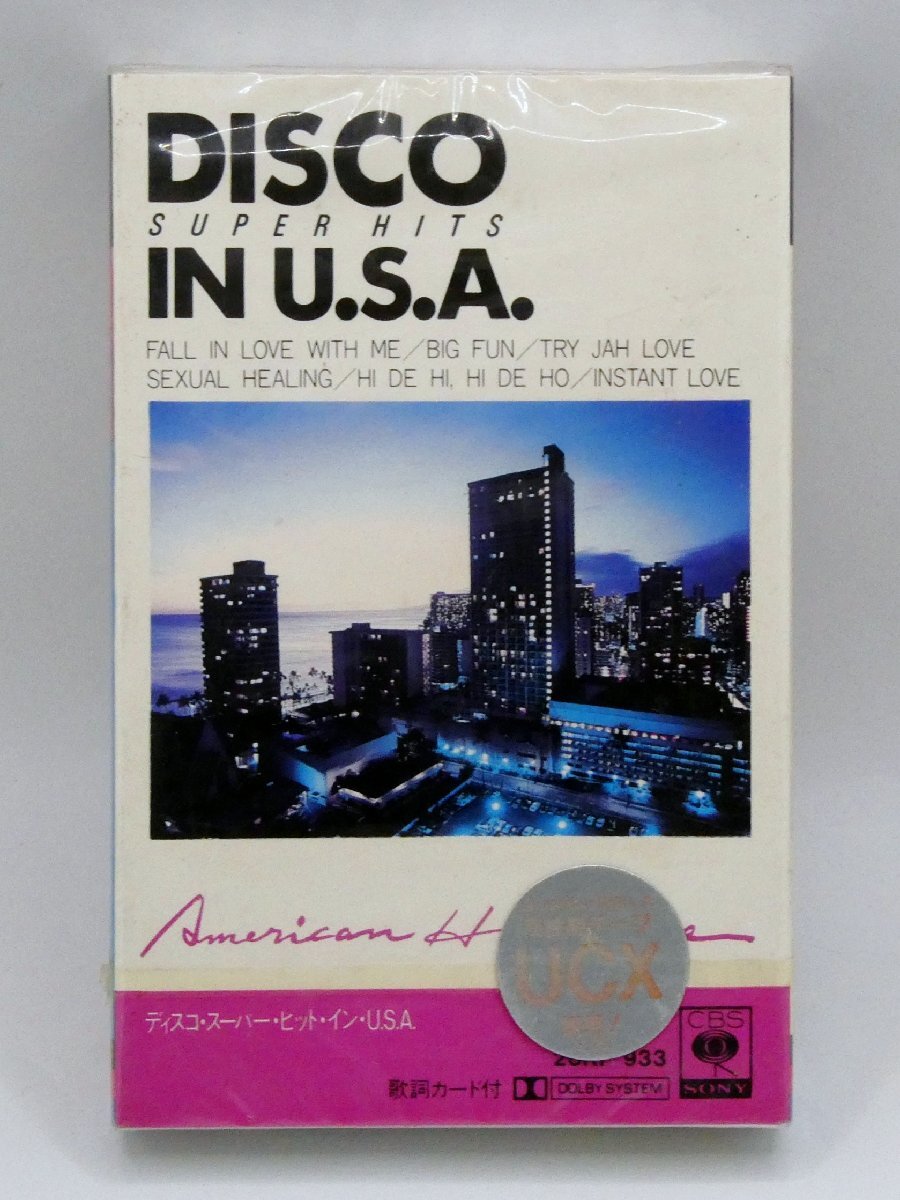 DISCO
SUPER HITS
IN U.S.A.
FALL IN LOVE WITH ME/BIG FUN/TRY JAH LOVE
SEXUAL HEALING/HI DE HI, HI DE HO/INSTANT LOVE
American
UCX
ディスコ・スーパー・ヒット・イン・U.S.A.
933
CBS
歌詞カード付 DOLBY SYSTEM
SONY